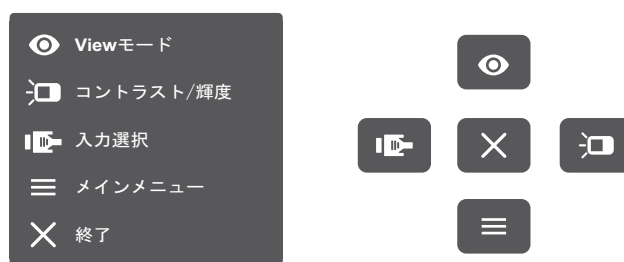 Viewモード
コントラスト/輝度
入力選択
メインメニュー
終了